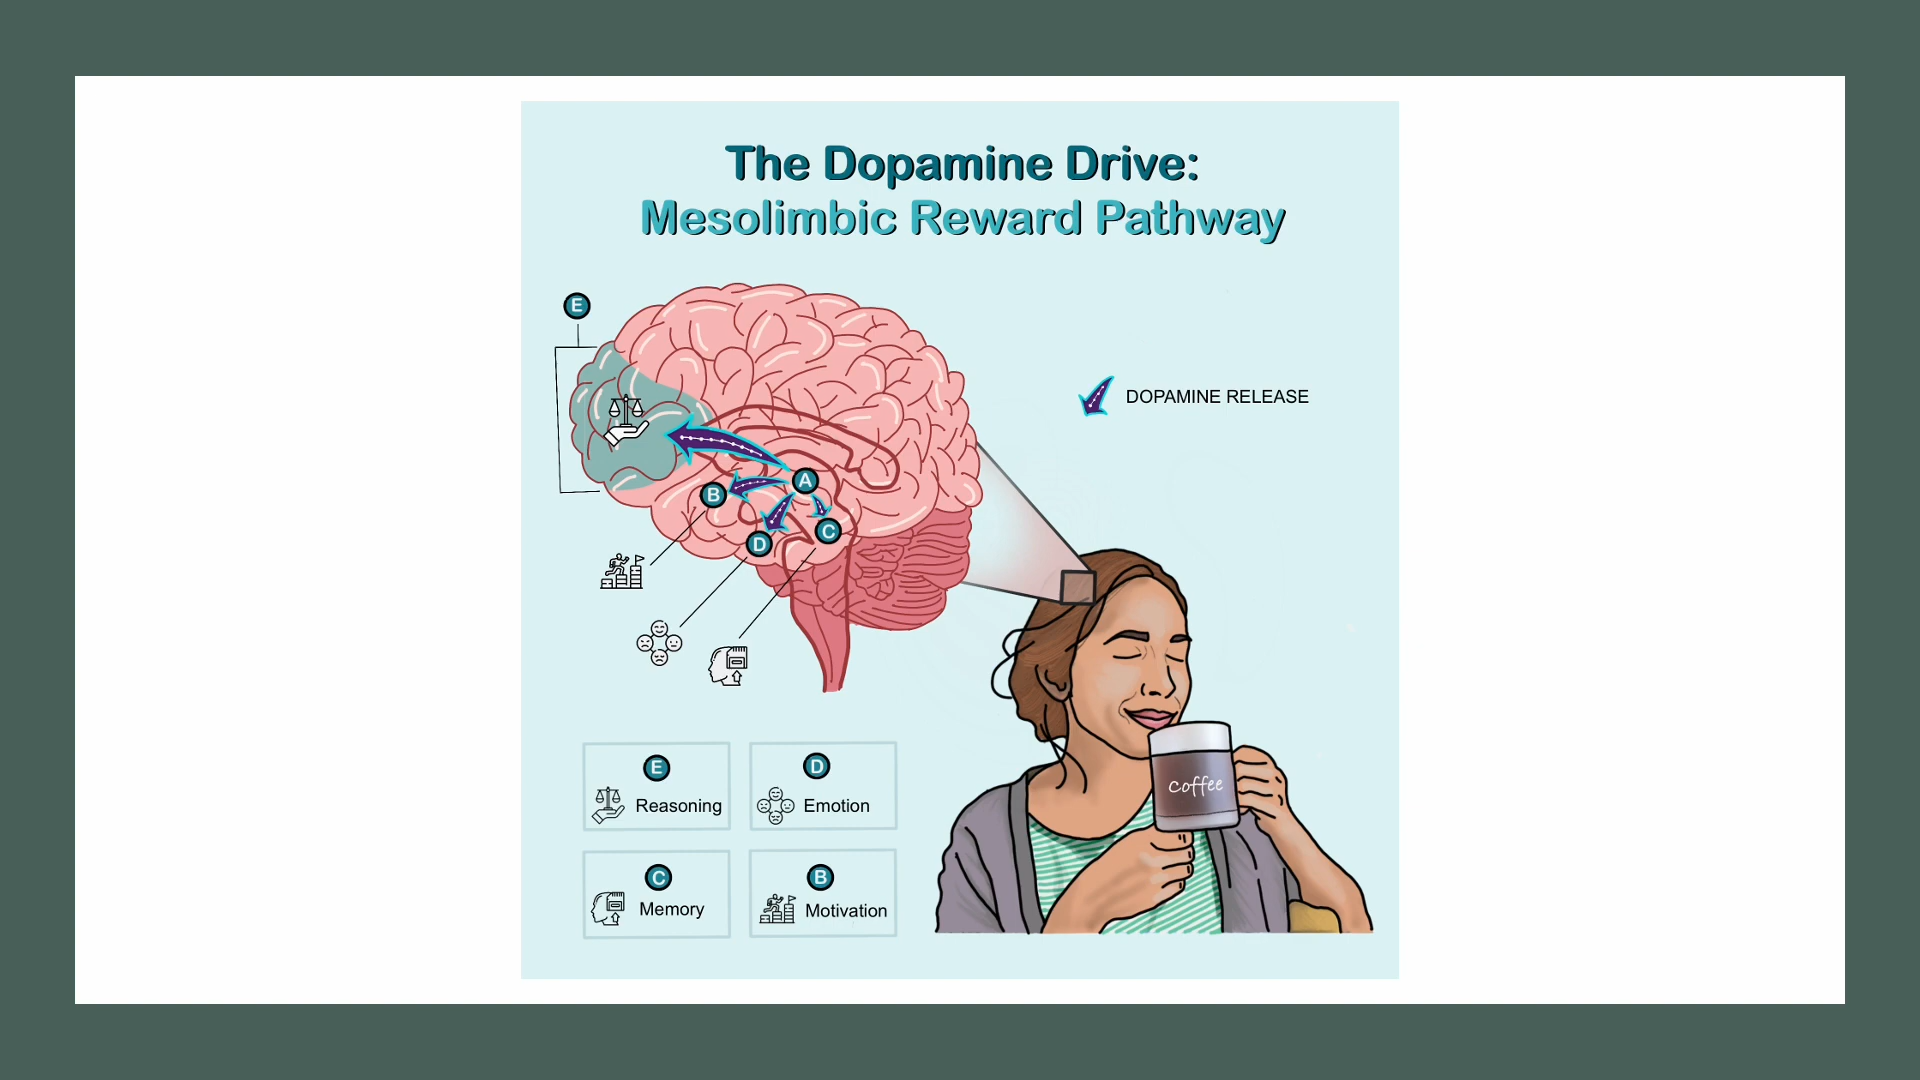 The Dopamine Drive:
Mesolimbic Reward Pathway
E
DOPAMINE RELEASE
A
B
C
D
coffee
E
Reasoning
D
Emotion
C
Memory
B
Motivation